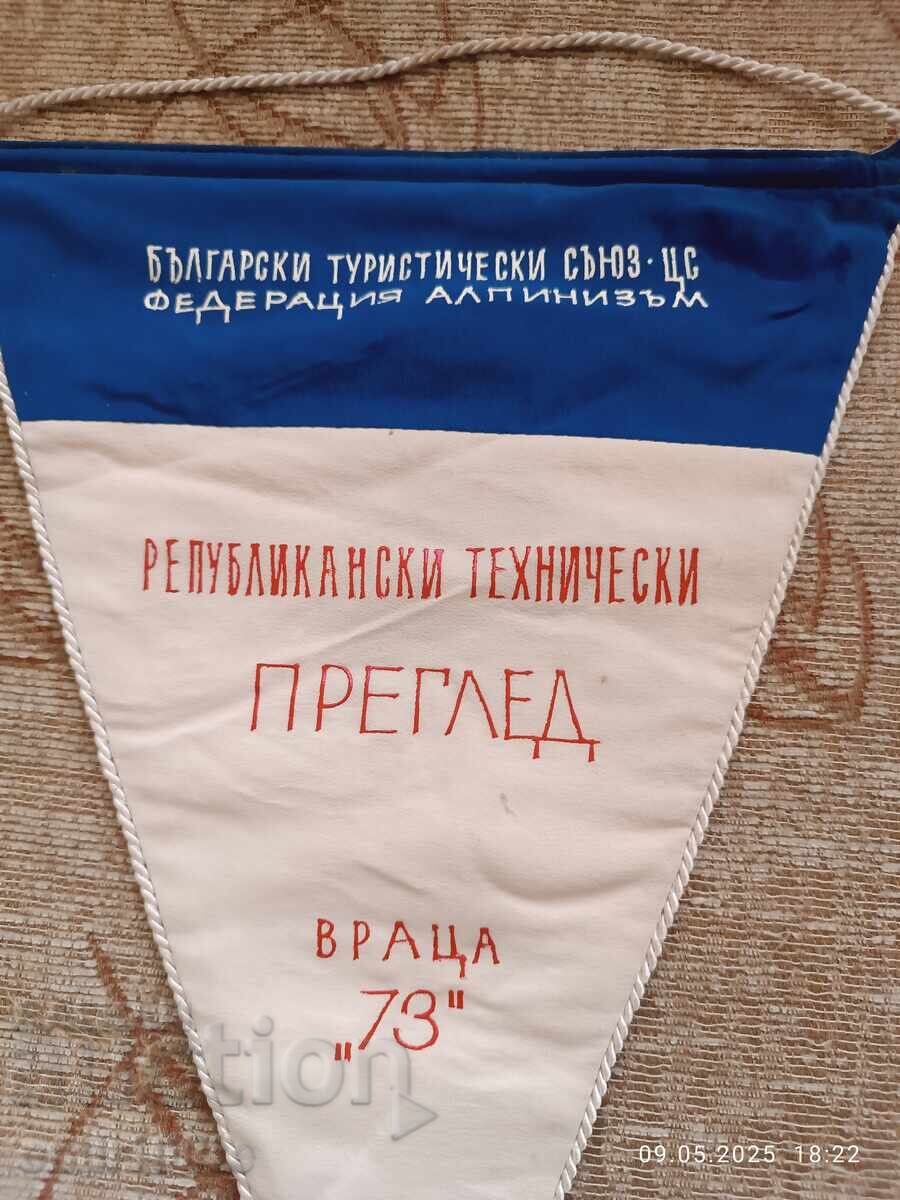 БЪЛГАРСКИ ТУРИСТИЧЕСКИ СЪЮЗ·ЦС
ФЕДЕРАЦИЯ АЛПИНИЗЪМ
РЕПУБЛИКАНСКИ ТЕХНИЧЕСКИ
ПРЕГЛЕД
ВРАЦА
„73"
09.05.2025 18:22